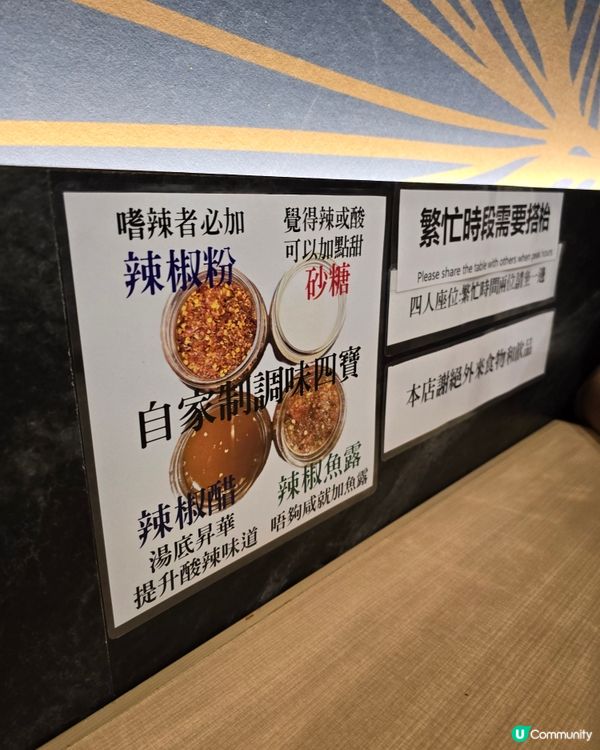 嗜辣者必加
辣椒粉
覺得辣或酸
可以加點甜
砂糖
自家制調味四寶
辣椒醋
湯底昇華
提升酸辣味道
辣椒魚露
唔夠咸就加魚露
繁忙時段需要搭枱
Please share the table with others when peak hours
四人座位:繁忙時間兩位請坐一邊
本店謝絕外來食物和飲品
U Community